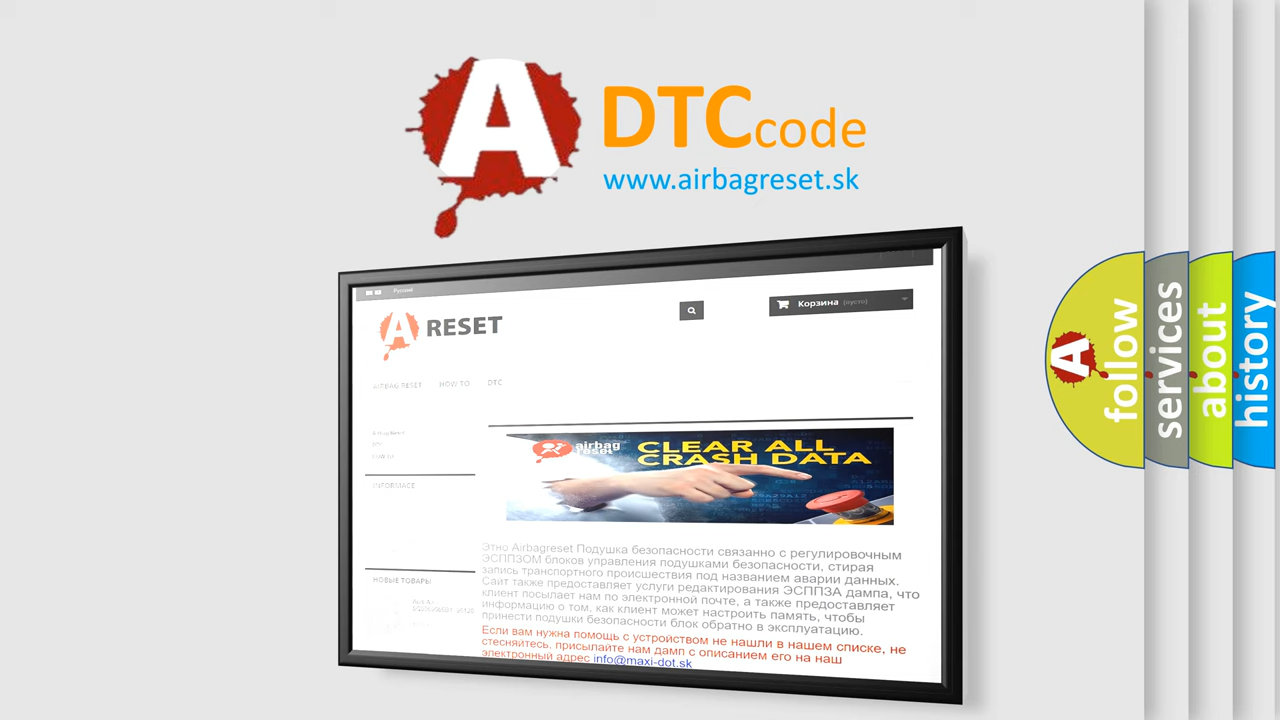 A
DTCcode
www.airbagreset.sk
Русский
Корзина (пусто)
A RESET
AIRBAG RESET HOW TO DTC
DTC
INFORMACE
airbag
reset
CLEAR ALL
CRASH DATA
Этно Airbagreset Подушка безопасности связанно с регулировочным
ЭСППЗОМ блоков управления подушками безопасности, стирая
запись транспортного происшествия под названием аварии данных.
Сайт также предоставляет услуги редактирования ЭСППЗА дампа, что
клиент посылает нам по электронной почте, а также предоставляет
информацию о том, как клиент может настроить память, чтобы
принести подушки безопасности блок обратно в эксплуатацию.
Если вам нужна помощь с устройством не нашли в нашем списке, не
стесняйтесь, присылайте нам дамп с описанием его на наш
электронный адрес info@maxi-dot.sk
НОВЫЕ ТОВАРЫ
A
follow
services
about
history